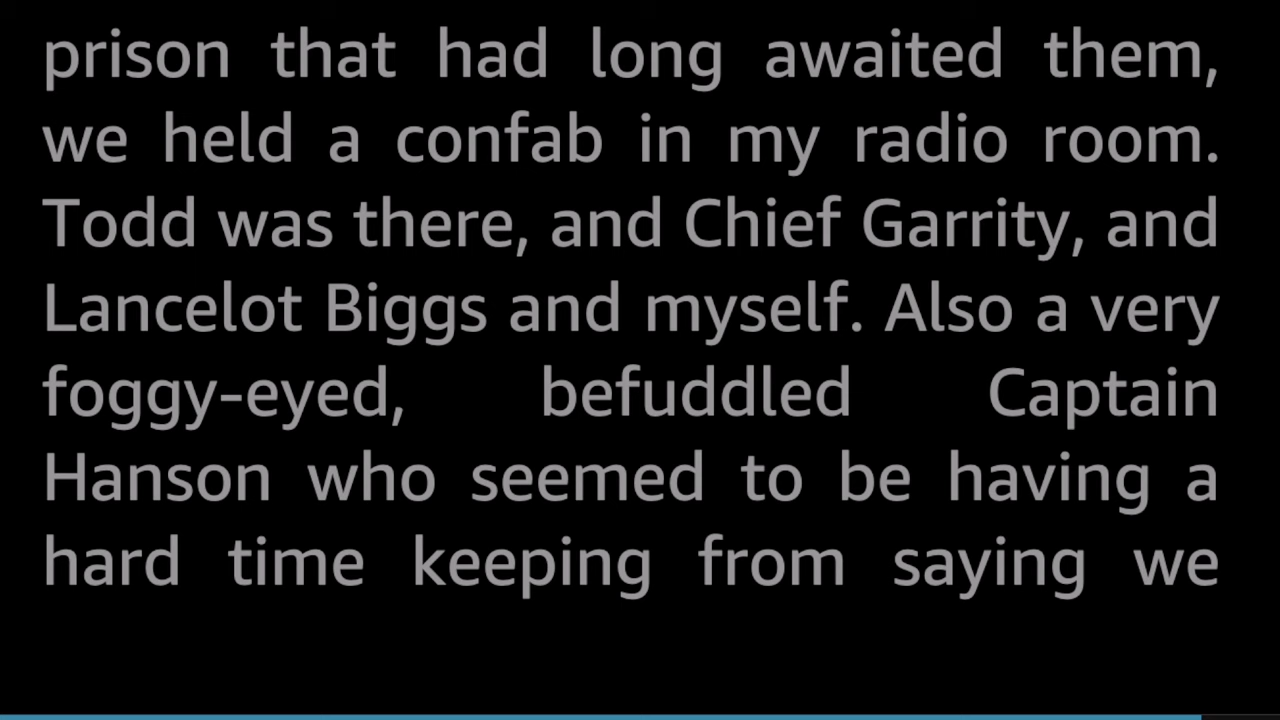 prison that had long awaited them,
we held a confab in my radio room.
Todd was there, and Chief Garrity, and
Lancelot Biggs and myself. Also a very
foggy-eyed, befuddled Captain
Hanson who seemed to be having a
hard time keeping from saying we